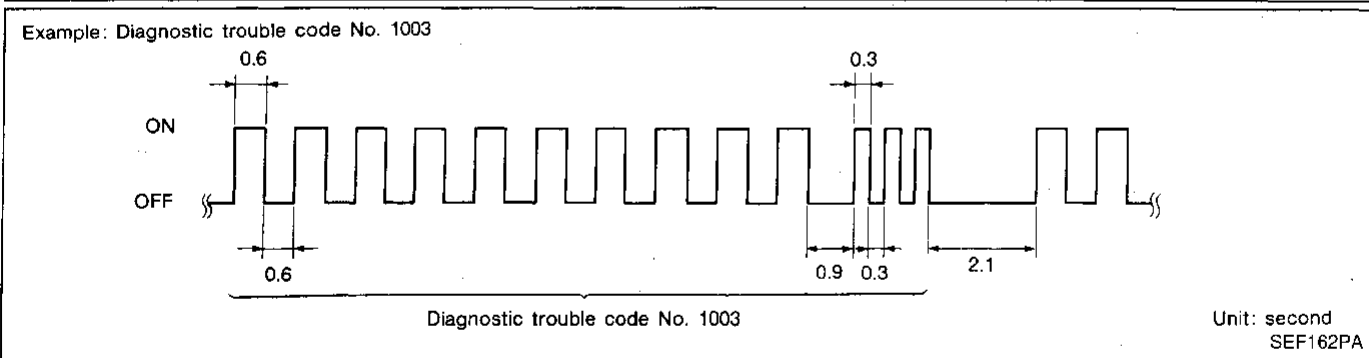 Example: Diagnostic trouble code No. 1003
0.6
0.3
ON
OFF
0.6
0.9
0.3
2.1
Diagnostic trouble code No. 1003
Unit: second
SEF162PA